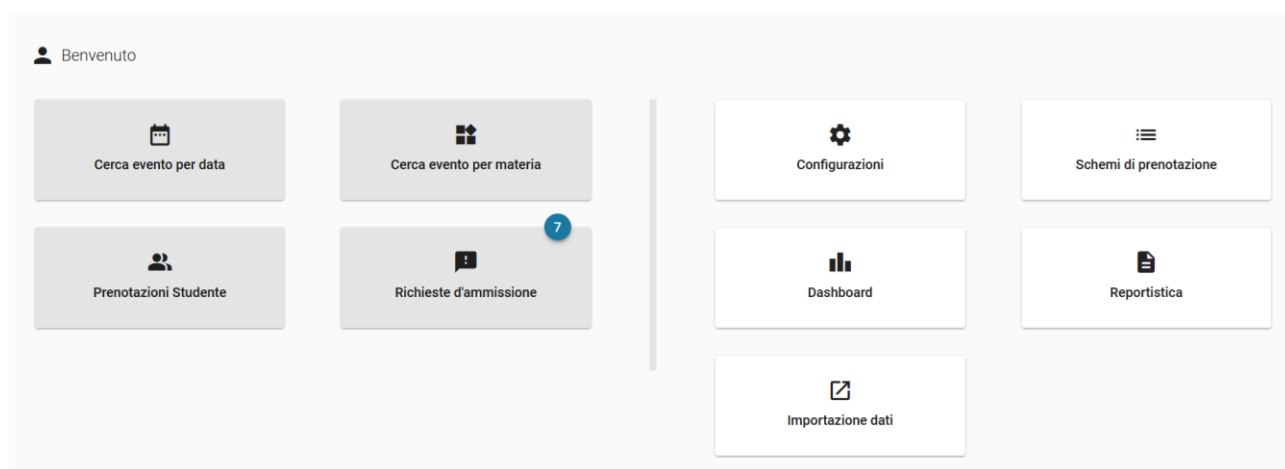 Benvenuto
Cerca evento per data
Cerca evento per materia
Configurazioni
Schemi di prenotazione
7
Prenotazioni Studente
Richieste d'ammissione
Dashboard
Reportistica
Importazione dati